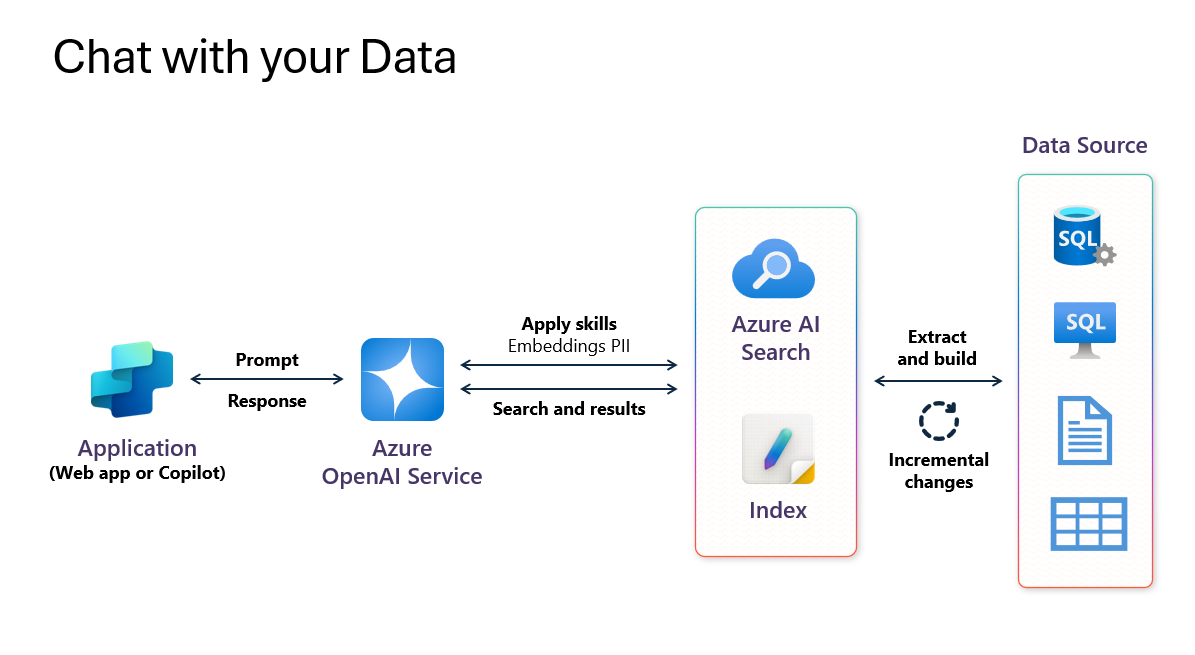 Chat with your Data
Data Source
SQL
SQL
Azure AI
Search
Index
Extract
and build
Incremental
changes
Apply skills
Embeddings PII
Search and results
Prompt
Response
Application
(Web app or Copilot)
Azure
OpenAI Service